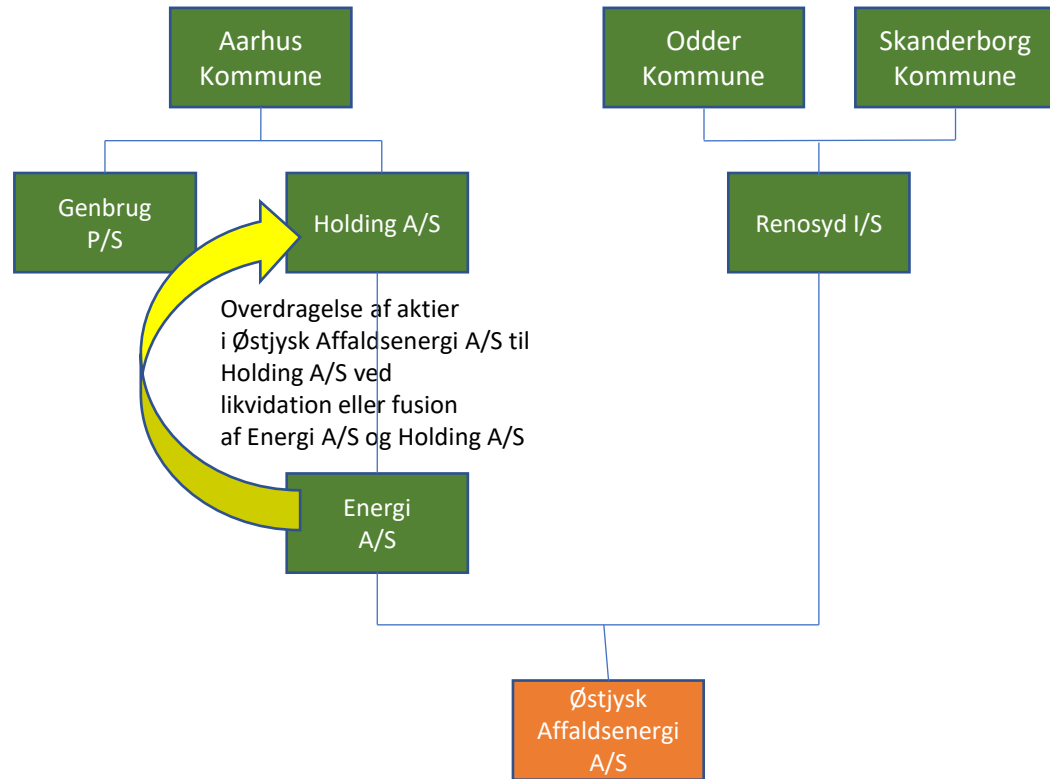 Aarhus
Kommune
Odder
Kommune
Skanderborg
Kommune
Genbrug
P/S
Holding A/S
Renosyd I/S
Overdragelse af aktier
i Østjysk Affaldsenergi A/S til
Holding A/S ved
likvidation eller fusion
af Energi A/S og Holding A/S
Energi
A/S
Østjysk
Affaldsenergi
A/S